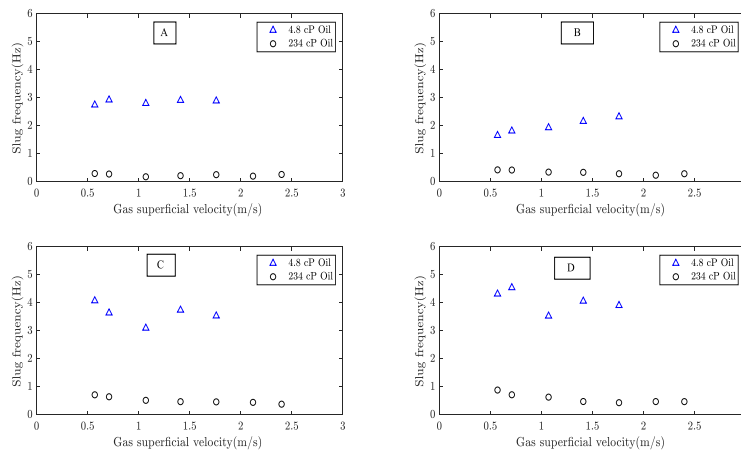 A
4.8 cP Oil
234 cP Oil
6
5
4
3
2
1
0
Slug frequency(Hz)
0 0.5 1 1.5 2 2.5 3
Gas superficial velocity(m/s)
B
4.8 cP Oil
234 cP Oil
6
5
4
3
2
1
0
Slug frequency(Hz)
0 0.5 1 1.5 2 2.5
Gas superficial velocity(m/s)
C
4.8 cP Oil
234 cP Oil
6
5
4
3
2
1
0
Slug frequency(Hz)
0 0.5 1 1.5 2 2.5 3
Gas superficial velocity(m/s)
D
4.8 cP Oil
234 cP Oil
6
5
4
3
2
1
0
Slug frequency(Hz)
0 0.5 1 1.5 2 2.5
Gas superficial velocity(m/s)